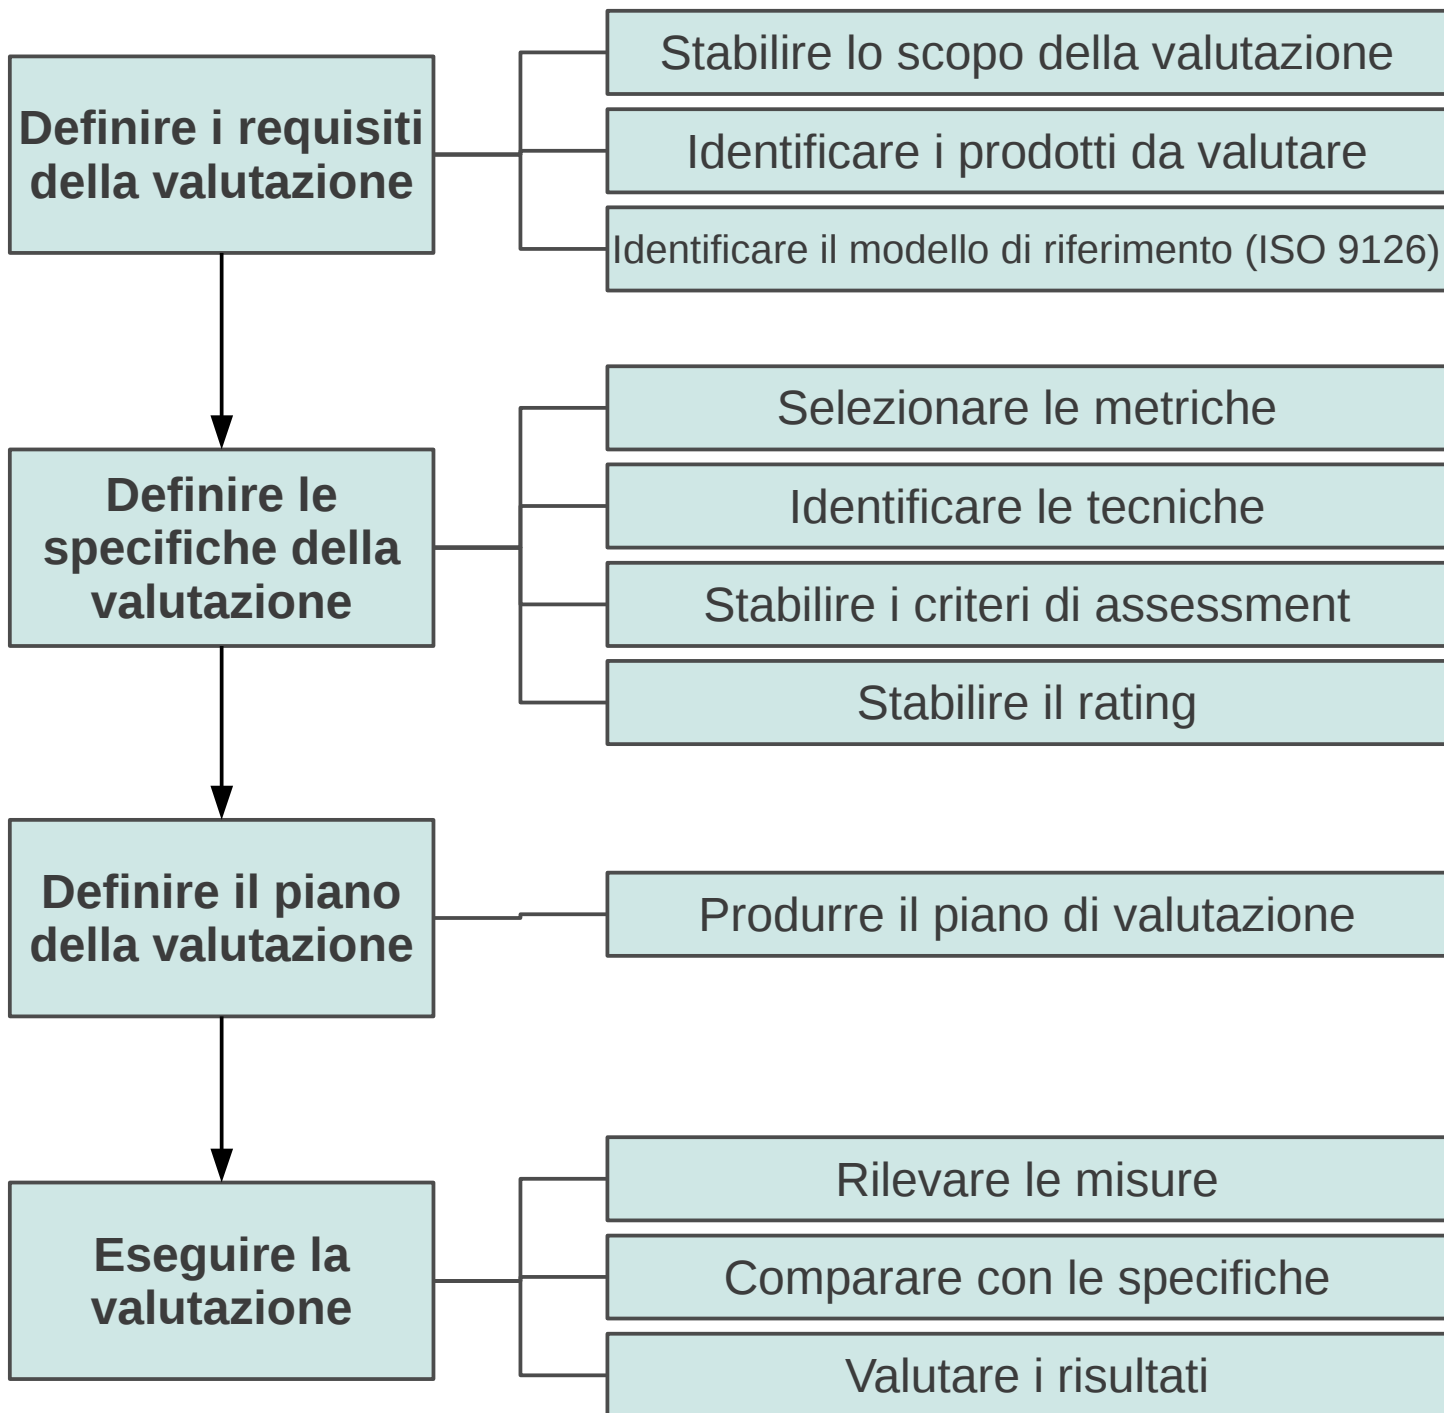 Definire i requisiti
della valutazione
Stabilire lo scopo della valutazione
Identificare i prodotti da valutare
Identificare il modello di riferimento (ISO 9126)
Definire le
specifiche della
valutazione
Selezionare le metriche
Identificare le tecniche
Stabilire i criteri di assessment
Stabilire il rating
Definire il piano
della valutazione
Produrre il piano di valutazione
Eseguire la
valutazione
Rilevare le misure
Comparare con le specifiche
Valutare i risultati